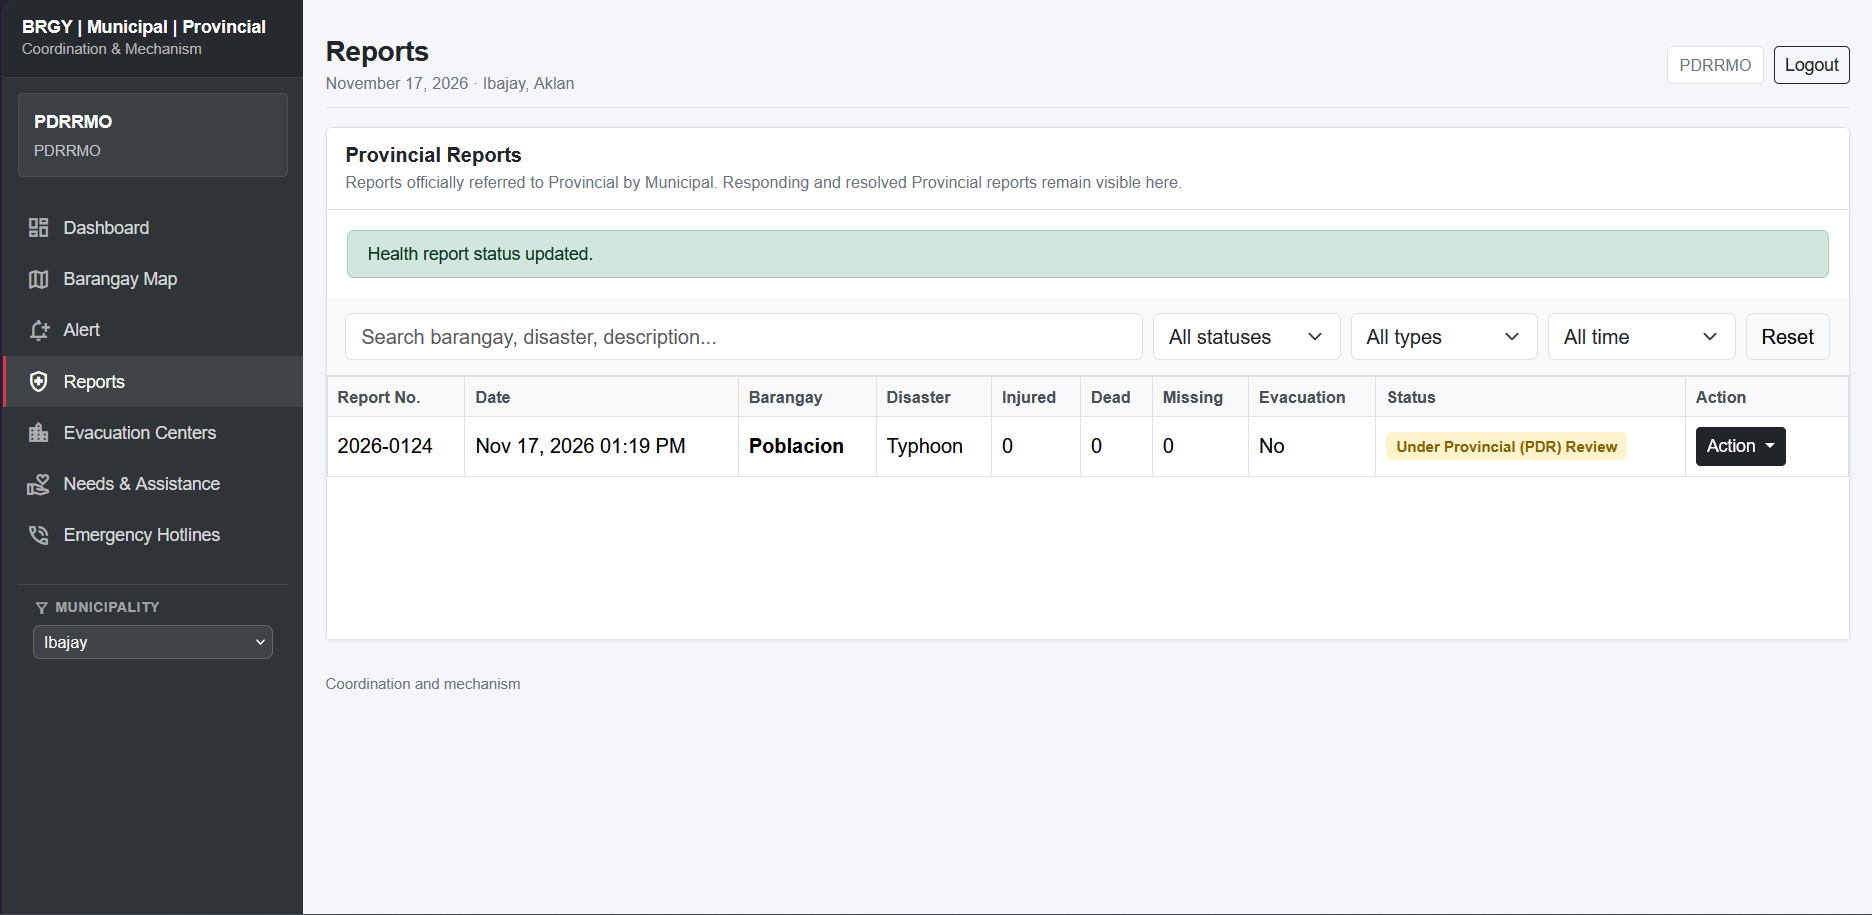 BRGY | Municipal | Provincial
Coordination & Mechanism
PDRRMO
PDRRMO
Dashboard
Barangay Map
Alert
Reports
Evacuation Centers
Needs & Assistance
Emergency Hotlines
MUNICIPALITY
Ibajay
Reports
November 17, 2026 · Ibajay, Aklan
PDRRMO
Logout
Provincial Reports
Reports officially referred to Provincial by Municipal. Responding and resolved Provincial reports remain visible here.
Health report status updated.
Search barangay, disaster, description...
All statuses
All types
All time
Reset
Report No. Date Barangay Disaster Injured Dead Missing Evacuation Status Action
2026-0124 Nov 17, 2026 01:19 PM Poblacion Typhoon 0 0 0 No Under Provincial (PDR) Review Action
Coordination and mechanism